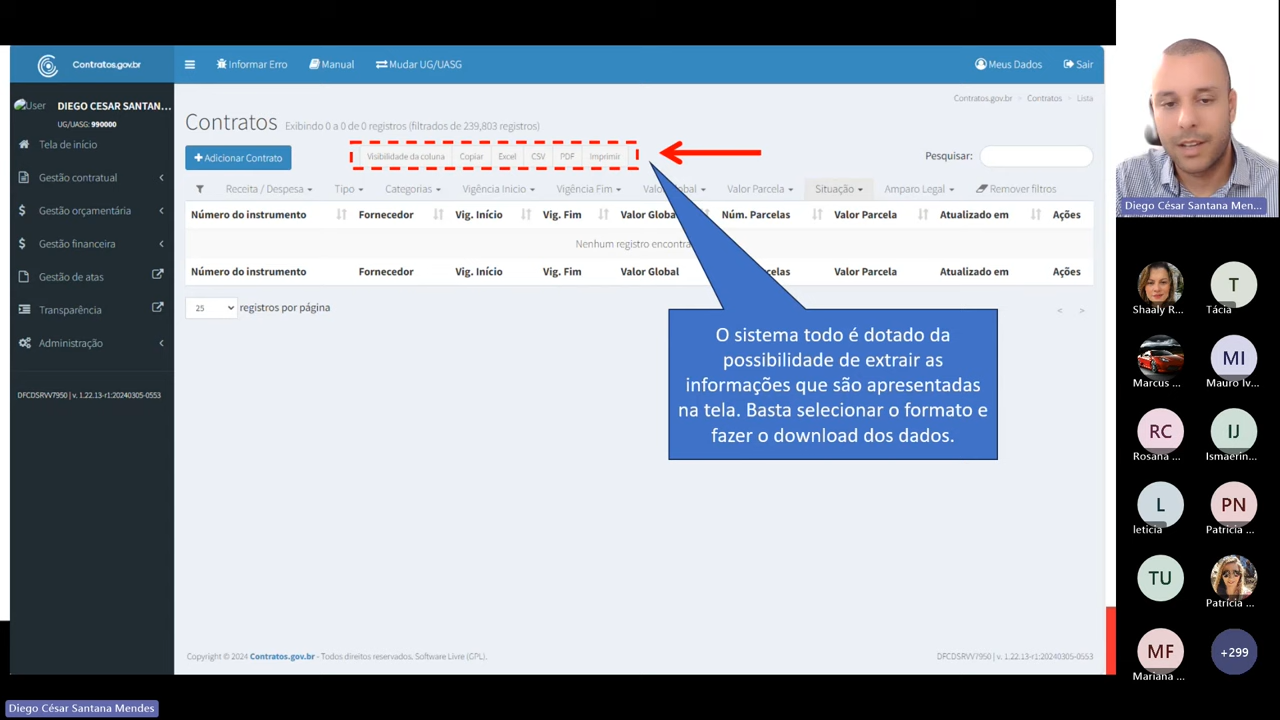 Contratos.gov.br
Informar Erro
Manual
Mudar UG/UASG
Meus Dados
Sair
User
DIEGO CESAR SANTAN...
UG/UASG: 990000
Tela de início
Gestão contratual
Gestão orçamentária
Gestão financeira
Gestão de atas
Transparência
Administração
DFCDSRVV7950 | v. 1.22.13-r1:20240305-0553
Contratos.gov.br > Contratos > Lista
Contratos Exibindo 0 a 0 de 0 registros (filtrados de 239,803 registros)
+ Adicionar Contrato
Visibilidade da coluna Copiar Excel CSV PDF Imprimir
Pesquisar:
Receita / Despesa Tipo Categorias Vigência Inicio Vigência Fim Valor Global Valor Parcela Situação Amparo Legal Remover filtros
Número do instrumento Fornecedor Vig. Início Vig. Fim Valor Global Núm. Parcelas Valor Parcela Atualizado em Ações
Nenhum registro encontra
Número do instrumento Fornecedor Vig. Início Vig. Fim Valor Global Parcelas Valor Parcela Atualizado em Ações
25 registros por página
< >
O sistema todo é dotado da
possibilidade de extrair as
informações que são apresentadas
na tela. Basta selecionar o formato e
fazer o download dos dados.
Copyright © 2024 Contratos.gov.br - Todos direitos reservados. Software Livre (GPL).
DFCDSRVV7950 | v. 1.22.13-r1:20240305-0553
Diego César Santana Mendes
Diego César Santana Men...
Shaaly R...
T
Tácia
Marcus ...
MI
Mauro Iv...
RC
Rosana ...
IJ
Ismaerin...
L
leticia
PN
Patricia ...
TU
Patrícia ...
MF
Mariana ...
+299